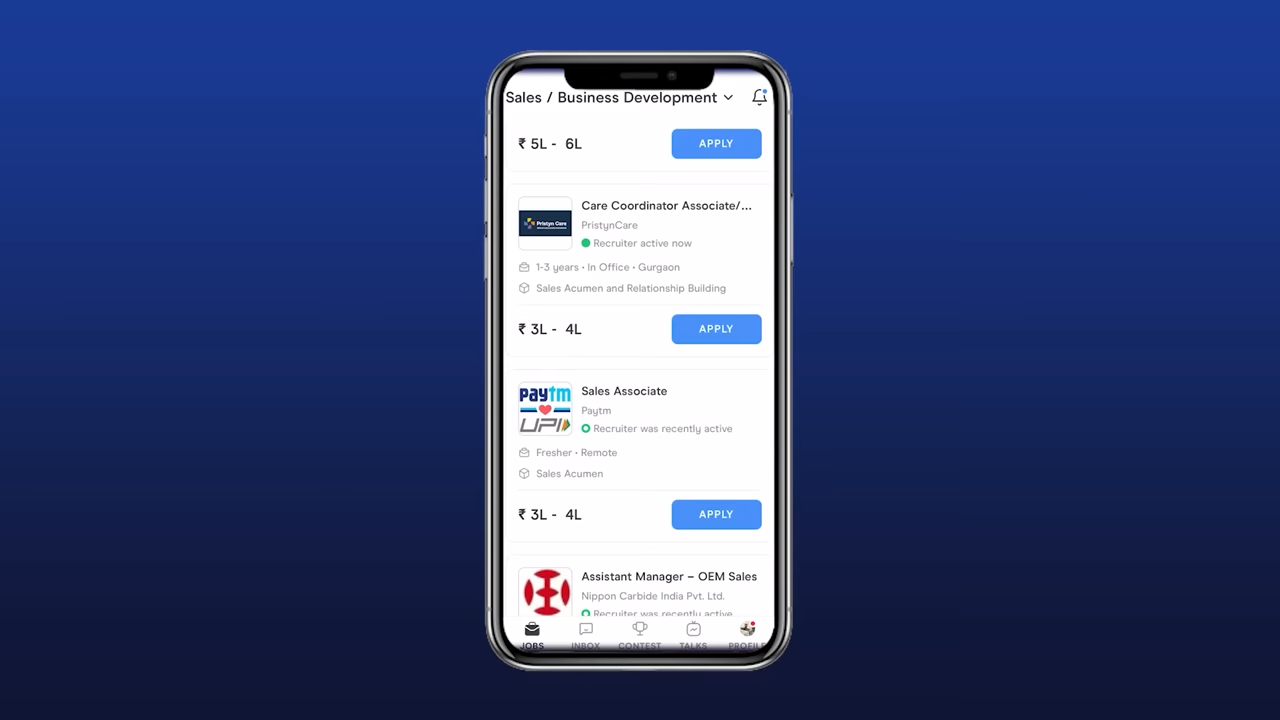 Sales / Business Development
₹ 5L - 6L
APPLY
Pristyn Care
Care Coordinator Associate/...
PristynCare
Recruiter active now
1-3 years • In Office • Gurgaon
Sales Acumen and Relationship Building
₹ 3L - 4L
APPLY
paytm
UPI
Sales Associate
Paytm
Recruiter was recently active
Fresher • Remote
Sales Acumen
₹ 3L - 4L
APPLY
Assistant Manager – OEM Sales
Nippon Carbide India Pvt. Ltd.
Recruiter was recently active
JOBS
INBOX
CONTEST
TALKS
PROFILE